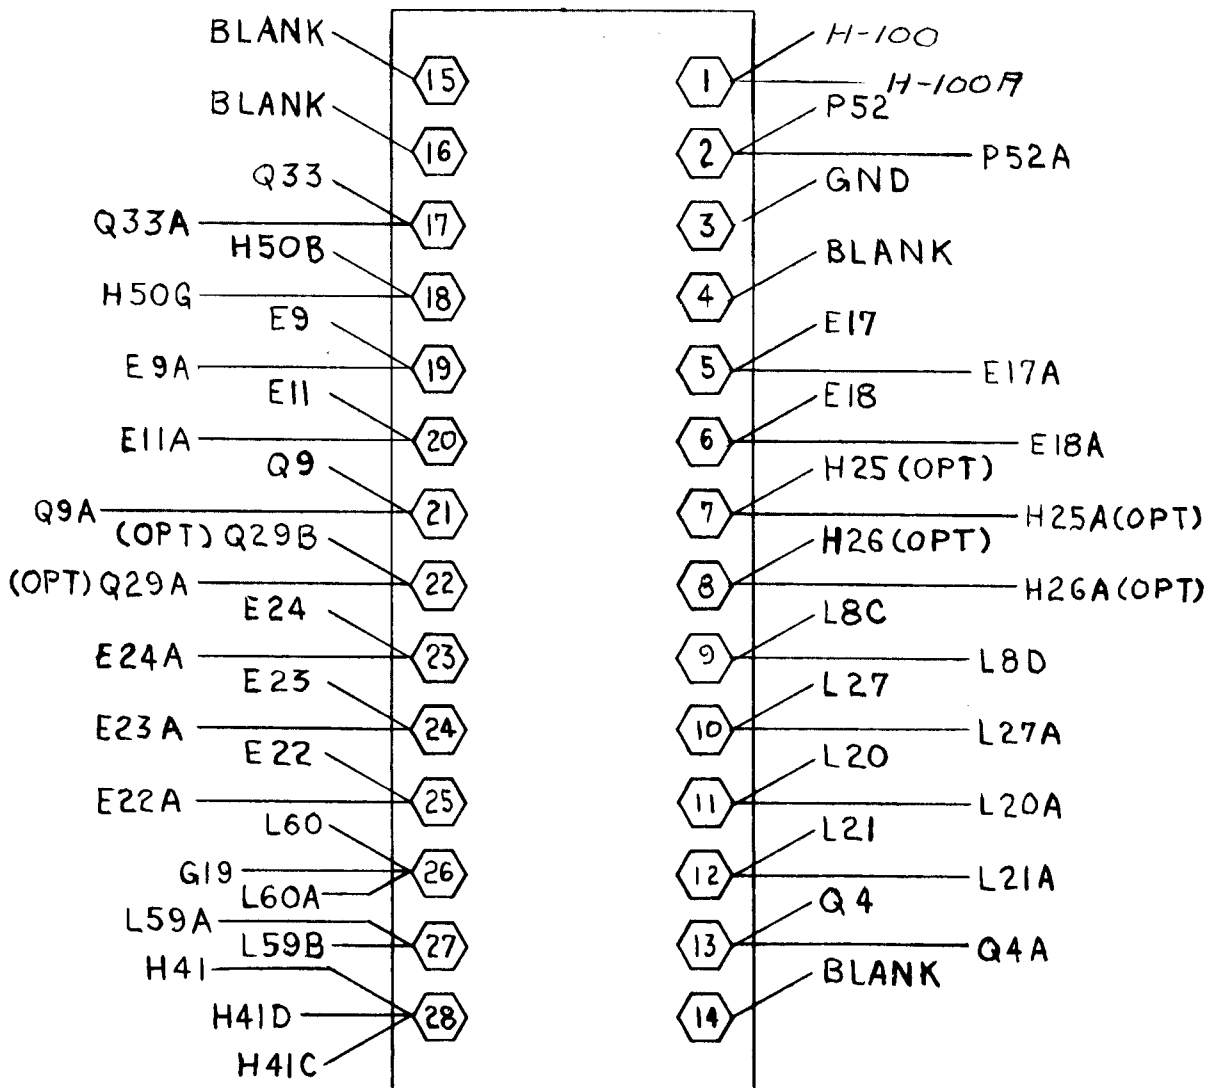 BLANK
15
BLANK
16
Q33
Q33A
17
H50B
H50G
18
E9
E9A
19
E11
E11A
20
Q9
Q9A
21
(OPT) Q29B
(OPT) Q29A
22
E24
E24A
23
E23
E23A
24
E22
E22A
25
L60
G19
L60A
26
L59A
L59B
27
H41
H41D
H41C
28
H-100
1
H-100A
P52
2
P52A
GND
3
BLANK
4
E17
5
E17A
E18
6
E18A
H25 (OPT)
7
H25A (OPT)
H26 (OPT)
8
H26A (OPT)
L8C
9
L8D
L27
10
L27A
L20
11
L20A
L21
12
L21A
Q4
13
Q4A
BLANK
14